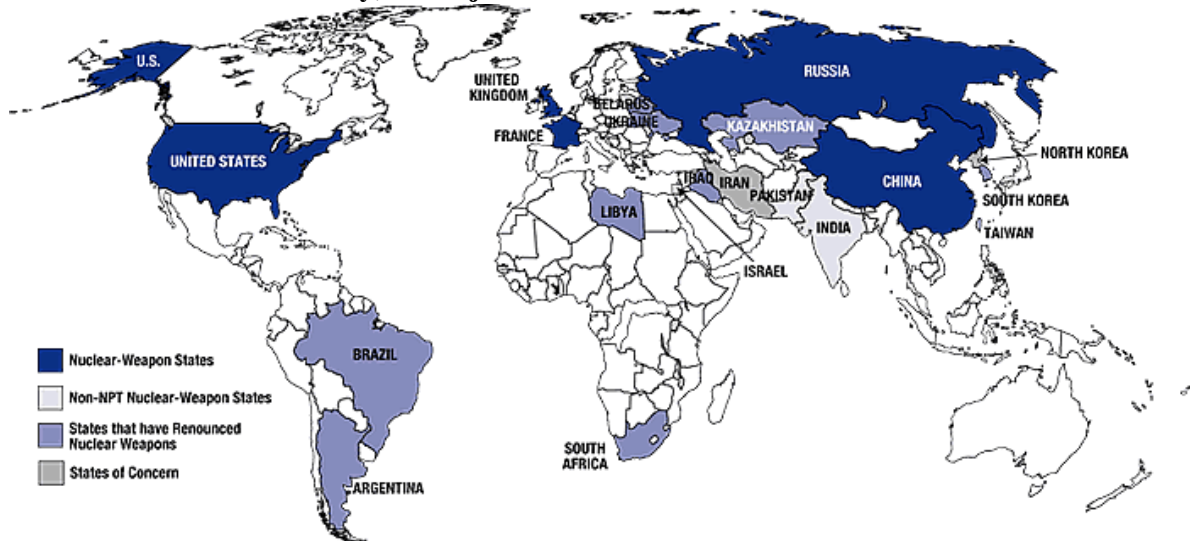 U.S.
UNITED STATES
UNITED
KINGDOM
FRANCE
BELARUS
UKRAINE
RUSSIA
KAZAKHSTAN
CHINA
NORTH KOREA
SOUTH KOREA
TAIWAN
IRAQ
IRAN
PAKISTAN
INDIA
LIBYA
ISRAEL
BRAZIL
ARGENTINA
SOUTH
AFRICA
Nuclear-Weapon States
Non-NPT Nuclear-Weapon States
States that have Renounced
Nuclear Weapons
States of Concern